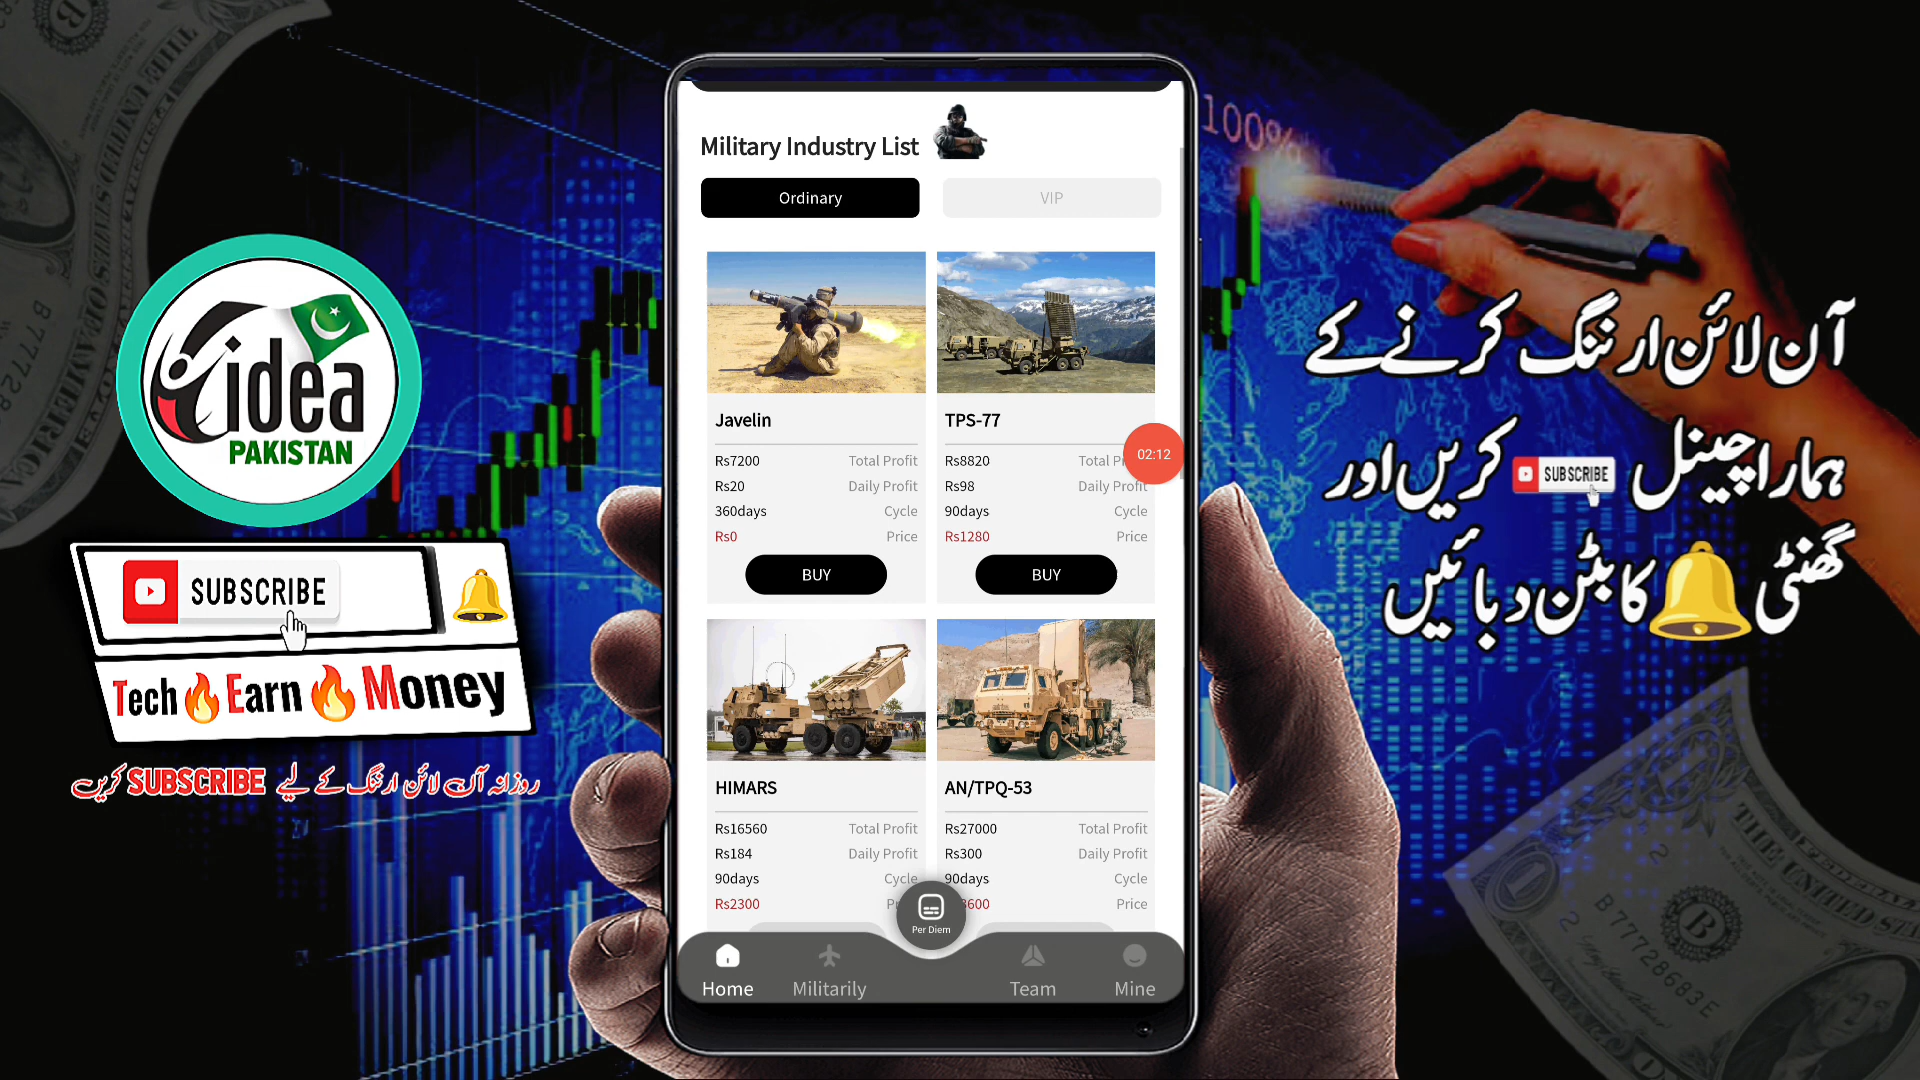 idea
PAKISTAN
SUBSCRIBE
Tech Earn Money
روزانہ آن لائن ارننگ کے لیے SUBSCRIBE کریں
Military Industry List
Ordinary
VIP
Javelin
Rs7200 Total Profit
Rs20 Daily Profit
360days Cycle
Rs0 Price
BUY
TPS-77
Rs8820
Rs98 Daily Profit
90days Cycle
Rs1280 Price
BUY
02:12
HIMARS
Rs16560 Total Profit
Rs184 Daily Profit
90days Cycle
Rs2300
AN/TPQ-53
Rs27000 Total Profit
Rs300 Daily Profit
90days Cycle
Price
Per Diem
Home
Militarily
Team
Mine
100%
آن لائن ارننگ کرنے کے
ہمارا چینل SUBSCRIBE کریں اور
گھنٹی کا بٹن دبائیں
THE UNITED
B77728683E